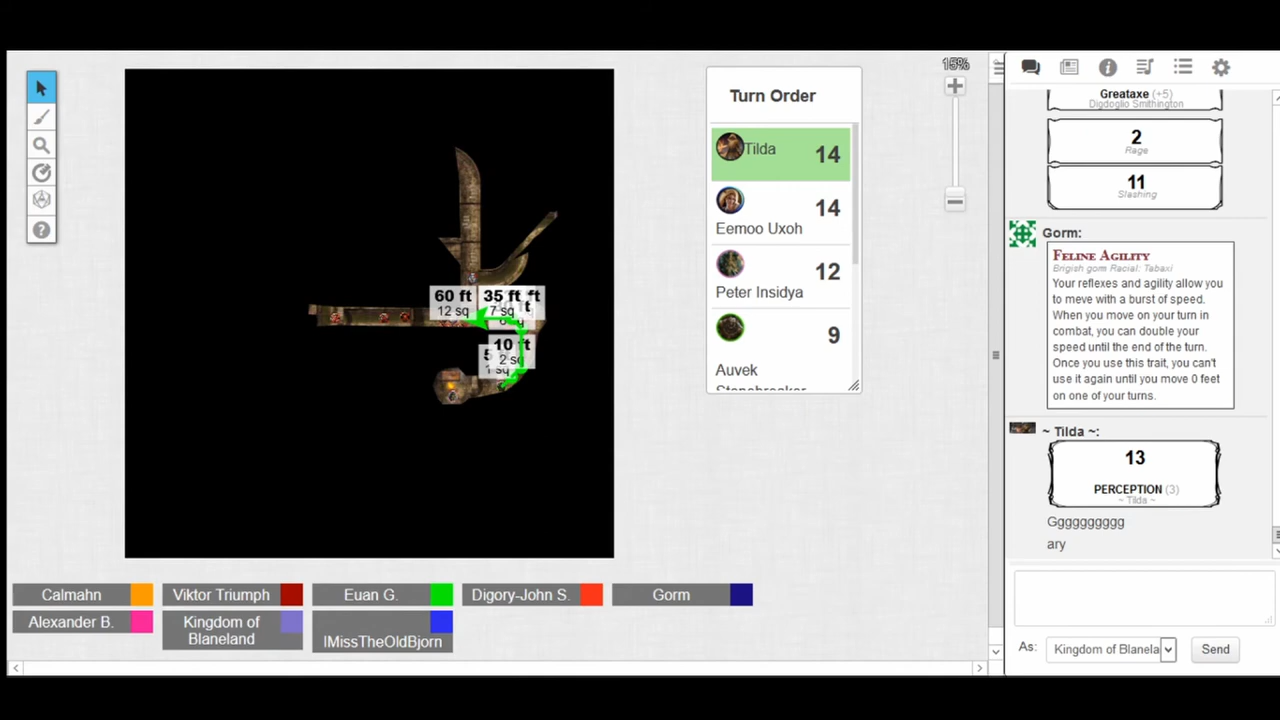 15%
Turn Order
Tilda 14
14
Eemoo Uxoh
12
Peter Insidya
9
Auvek
60 ft
12 sq
35 ft
7 sq
10 ft
2 sq
Calmahn
Viktor Triumph
Euan G.
Digory-John S.
Gorm
Alexander B.
Kingdom of
Blaneland
IMissTheOldBjorn
Greataxe (+5)
Digdoglio Smithington
2
Rage
11
Slashing
Gorm:
Feline Agility
Brigish gorm Racial: Tabaxi
Your reflexes and agility allow you
to move with a burst of speed.
When you move on your turn in
combat, you can double your
speed until the end of the turn.
Once you use this trait, you can't
use it again until you move 0 feet
on one of your turns.
~ Tilda ~:
13
PERCEPTION (3)
~ Tilda ~
Gggggggggg
ary
As: Kingdom of Blanela
Send